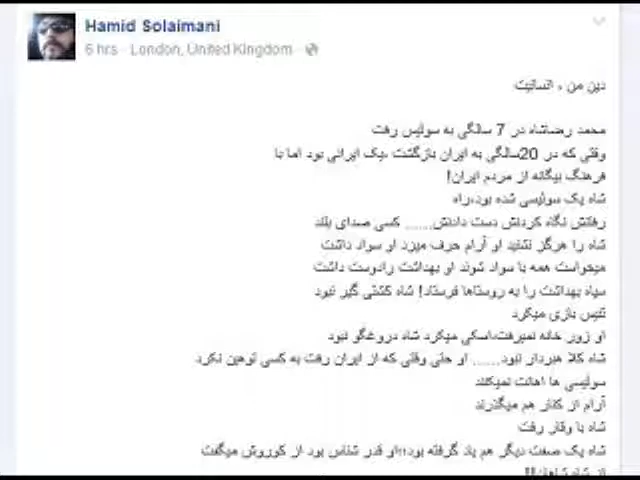 Hamid Solaimani
6 hrs · London, United Kingdom ·
دین من ، انسانیت
محمد رضاشاه در 7 سالگی به سوئیس رفت
وقتی که در 20سالگی به ایران بازگشت ،یک ایرانی بود اما با
فرهنگ بیگانه از مردم ایران!
شاه یک سوئیسی شده بود،راه
رفتنش نگاه کردنش دست دادنش...... کسی صدای بلند
شاه را هرگز نشنید او آرام حرف میزد او سواد داشت
میخواست همه با سواد شوند او بهداشت رادوست داشت
سپاه بهداشت را به روستاها فرستاد! شاه کشتی گیر نبود
تنیس بازی میکرد
او زور خانه نمیرفت،اسکی میکرد شاه دروغگو نبود
شاه کلا هبردار نبود...... او حتی وقتی که از ایران رفت به کسی توهین نکرد
سوئیسی ها اهانت نمیکنند
آرام از کنار هم میگذرند
شاه با وقار رفت
شاه یک صفت دیگر هم یاد گرفته بود،،او قدر شناس بود از کوروش میگفت
از شاه